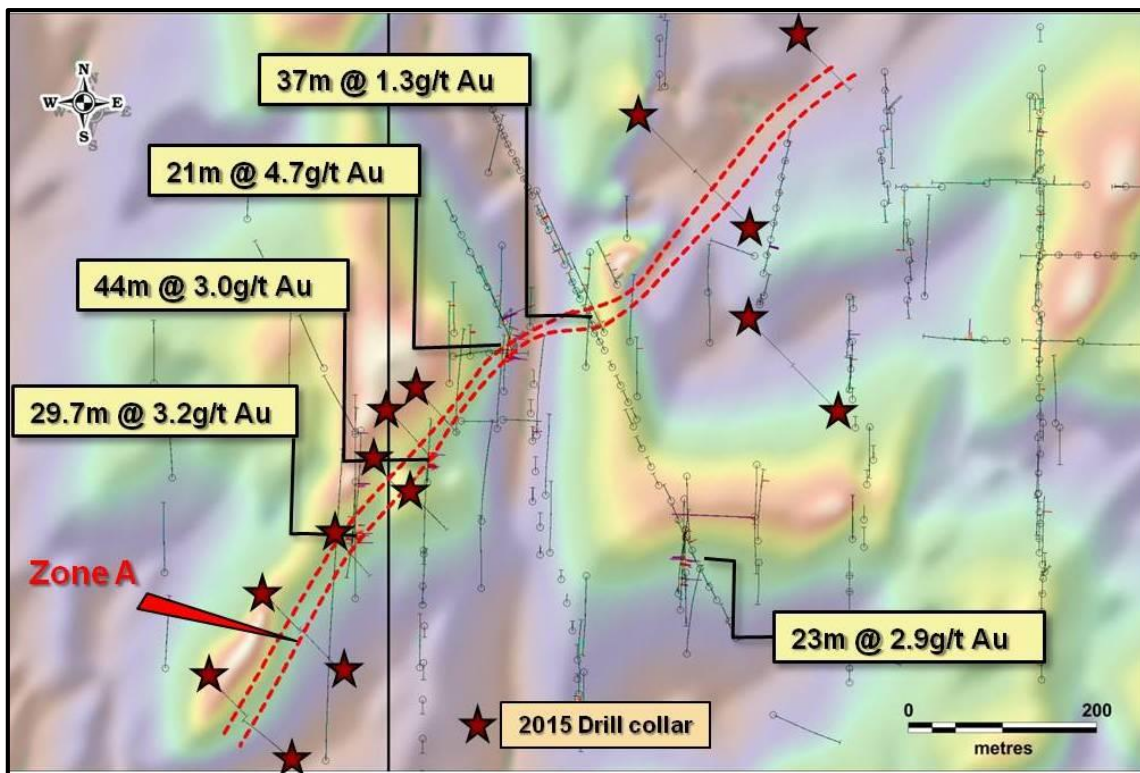 37m @ 1.3g/t Au
N
W E
S
21m @ 4.7g/t Au
44m @ 3.0g/t Au
29.7m @ 3.2g/t Au
Zone A
23m @ 2.9g/t Au
2015 Drill collar
0 200
metres